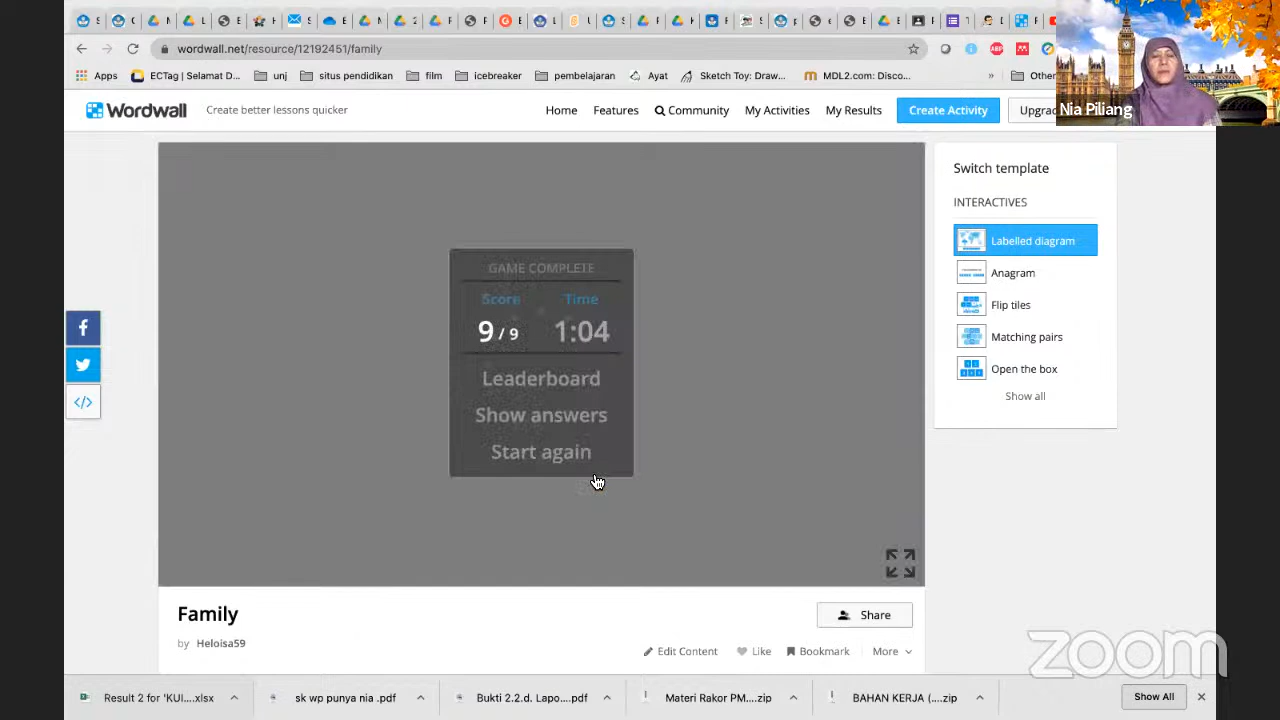 wordwall.net/resource/12192451/family
Apps
ECTag | Selamat D...
unj
situs pendidikan
film
icebreaker
pembelajaran
Ayat
Sketch Toy: Draw...
MDL2.com: Disco...
»
Nia Piliang
Wordwall
Create better lessons quicker
Home
Features
Community
My Activities
My Results
Create Activity
Switch template
INTERACTIVES
Labelled diagram
Anagram
Flip tiles
Matching pairs
Open the box
Show all
GAME COMPLETE
Score Time
9 / 9 1:04
Leaderboard
Show answers
Start again
Family
by Heloisa59
Share
Edit Content
Like
Bookmark
More
zoom
Result 2 for 'KUI....xlsx
sk wp punya nia .pdf
Bukti 2.2.d. Lapo....pdf
Materi Rakor PM....zip
BAHAN KERJA (....zip
Show All